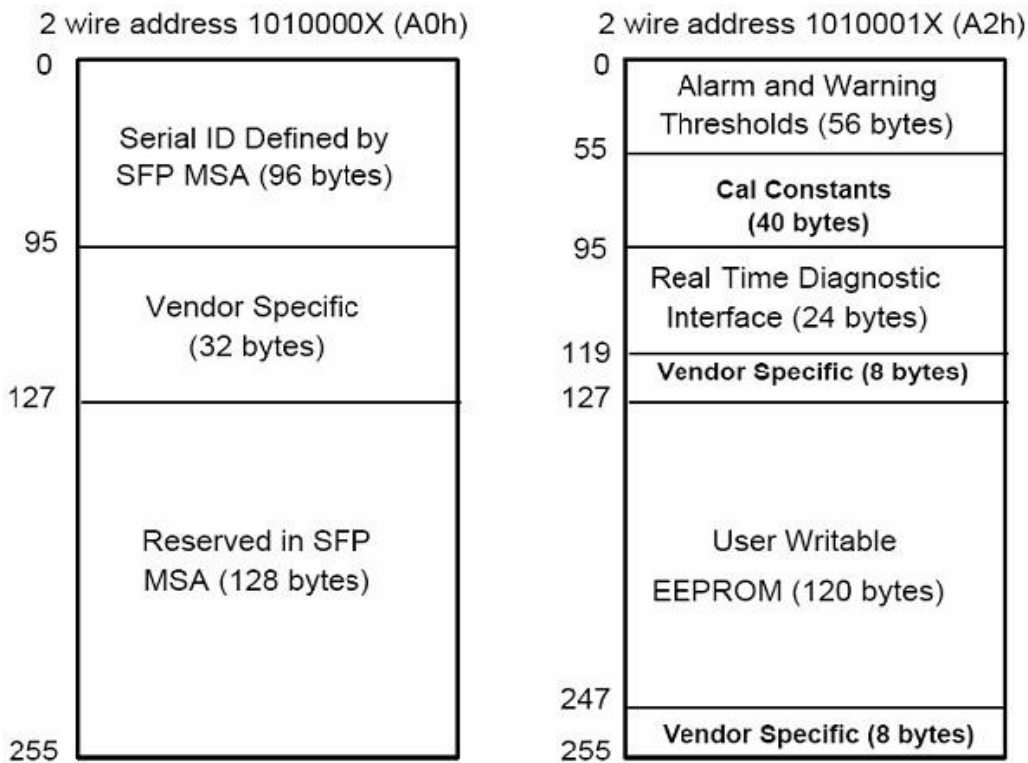 2 wire address 1010000X (A0h)
0
Serial ID Defined by
SFP MSA (96 bytes)
95
Vendor Specific
(32 bytes)
127
Reserved in SFP
MSA (128 bytes)
255
2 wire address 1010001X (A2h)
0
Alarm and Warning
Thresholds (56 bytes)
55
Cal Constants
(40 bytes)
95
Real Time Diagnostic
Interface (24 bytes)
119
Vendor Specific (8 bytes)
127
User Writable
EEPROM (120 bytes)
247
Vendor Specific (8 bytes)
255